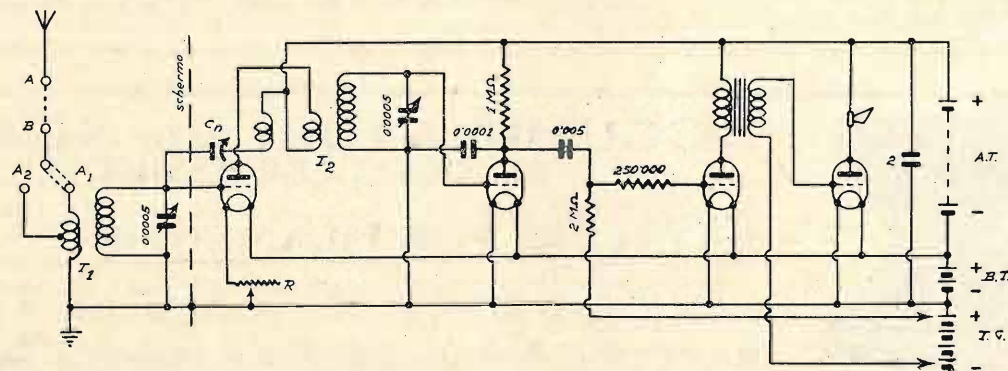 A
B
A2
A1
I1
0'0005
schermo
Cn
R
I2
0'0005
0'0001
1 MΩ
0'005
2 MΩ
250'000
2
+
A.T.
-
+
B.T.
-
+
T.G.
-